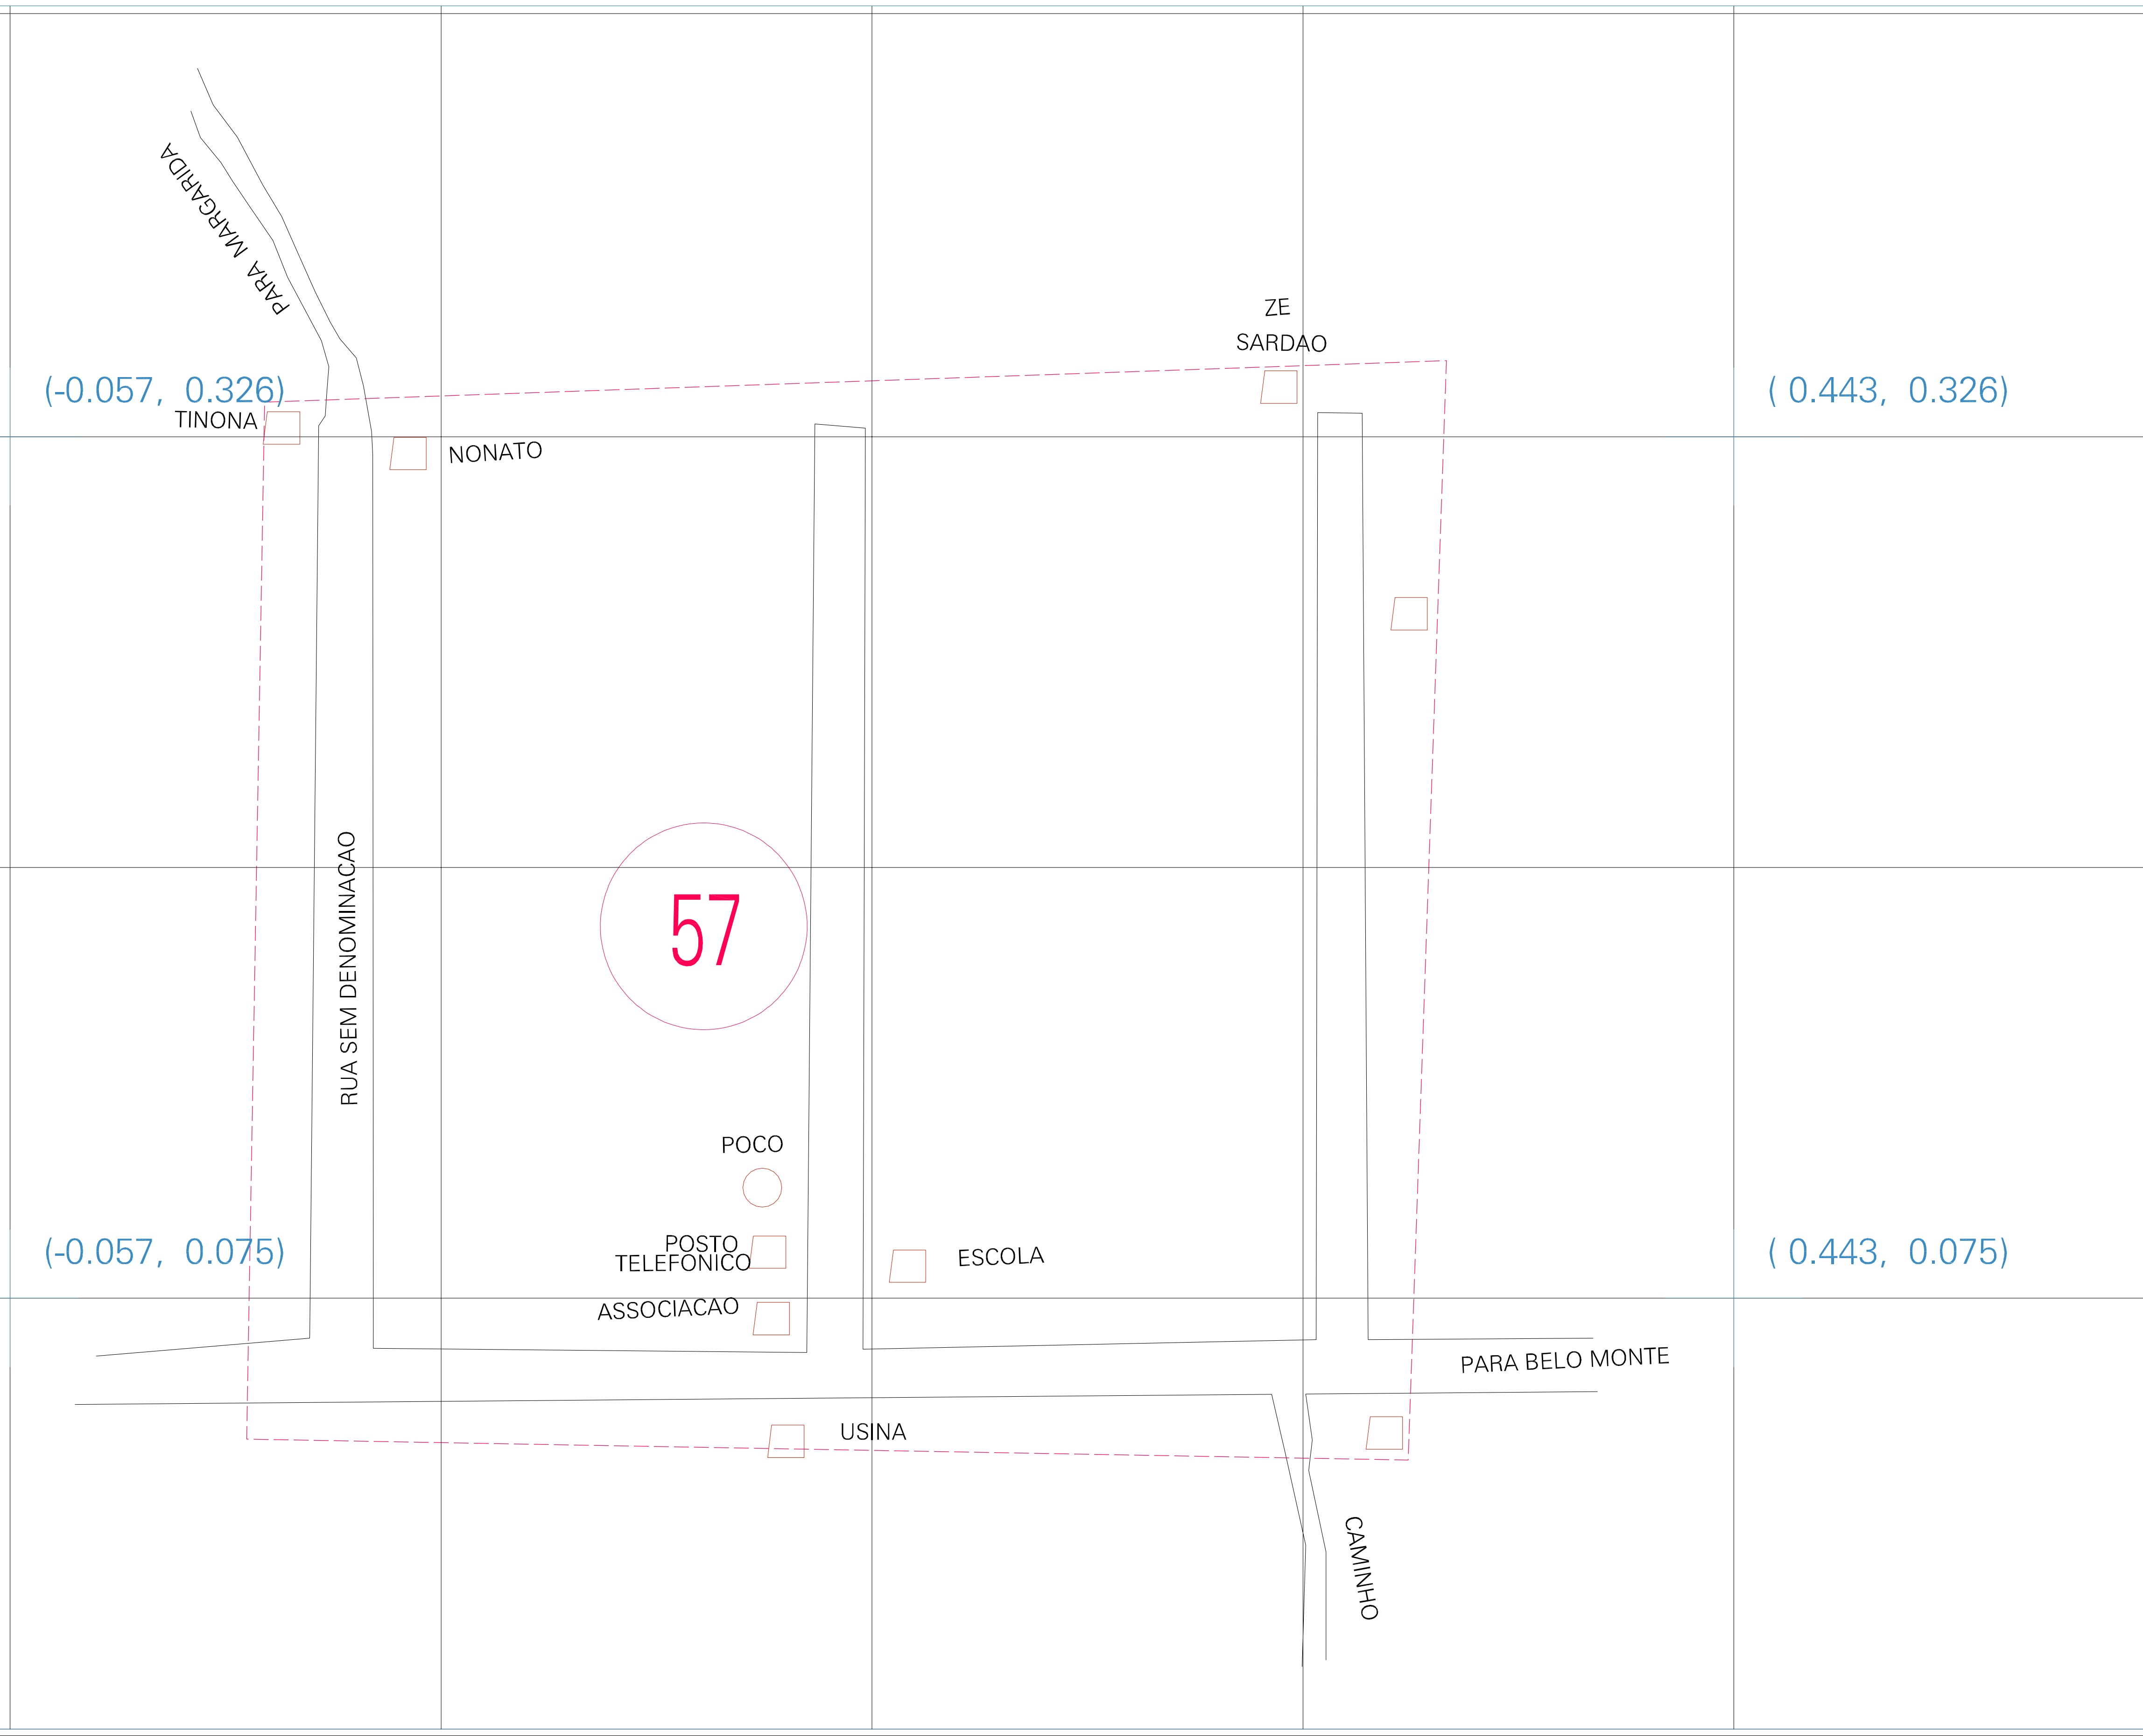 PARA MARGARIDA
ZE
SARDAO
(-0.057, 0.326)
( 0.443, 0.326)
TINONA
NONATO
RUA SEM DENOMINACAO
57
POCO
POSTO
TELEFONICO
(-0.057, 0.075)
ESCOLA
( 0.443, 0.075)
ASSOCIACAO
PARA BELO MONTE
USINA
CAMINHO